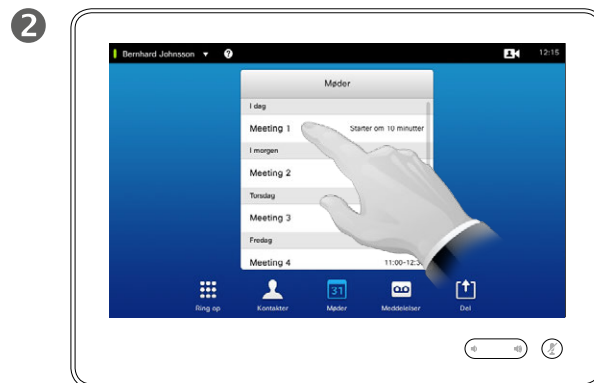 2
Bernhard Johnsson ? 12:15
Møder
I dag
Meeting 1 Starter om 10 minutter
I morgen
Meeting 2
Torsdag
Meeting 3
Fredag
Meeting 4 11:00-12:3
31
Ring op Kontakter Møder Meddelelser Del